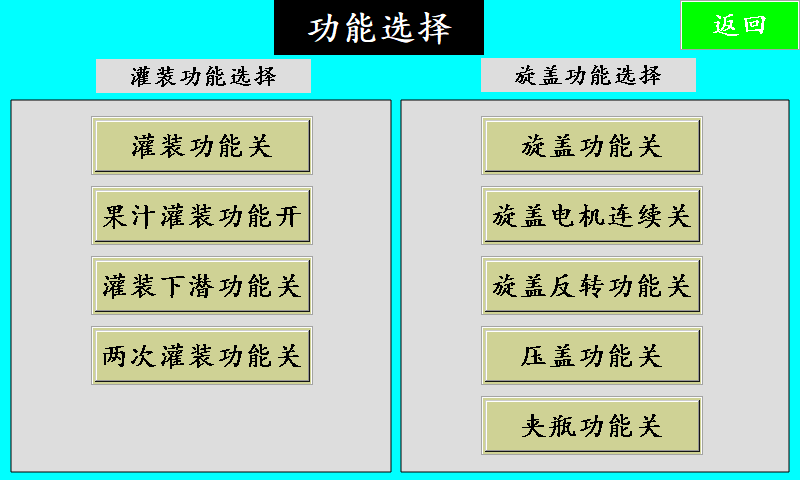 功能选择
返回
灌装功能选择
旋盖功能选择
灌装功能关
果汁灌装功能开
灌装下潜功能关
两次灌装功能关
旋盖功能关
旋盖电机连续关
旋盖反转功能关
压盖功能关
夹瓶功能关